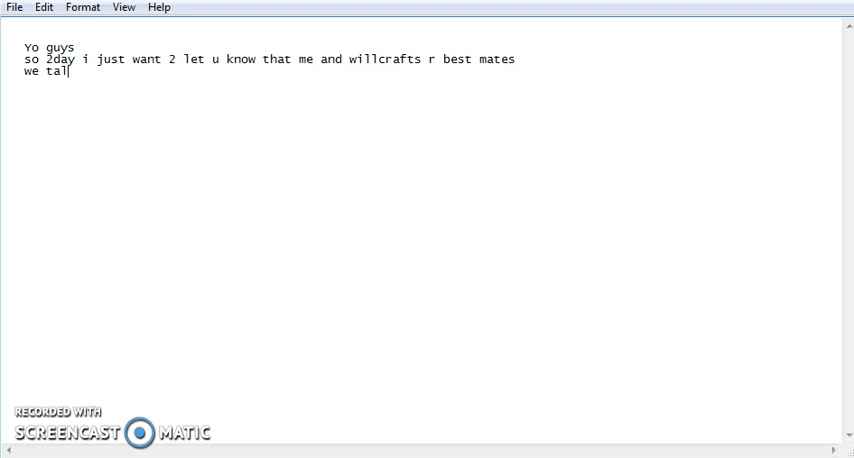 File Edit Format View Help
Yo guys
so 2day i just want 2 let u know that me and willcrafts r best mates
we tal
RECORDED WITH
SCREENCAST MATIC